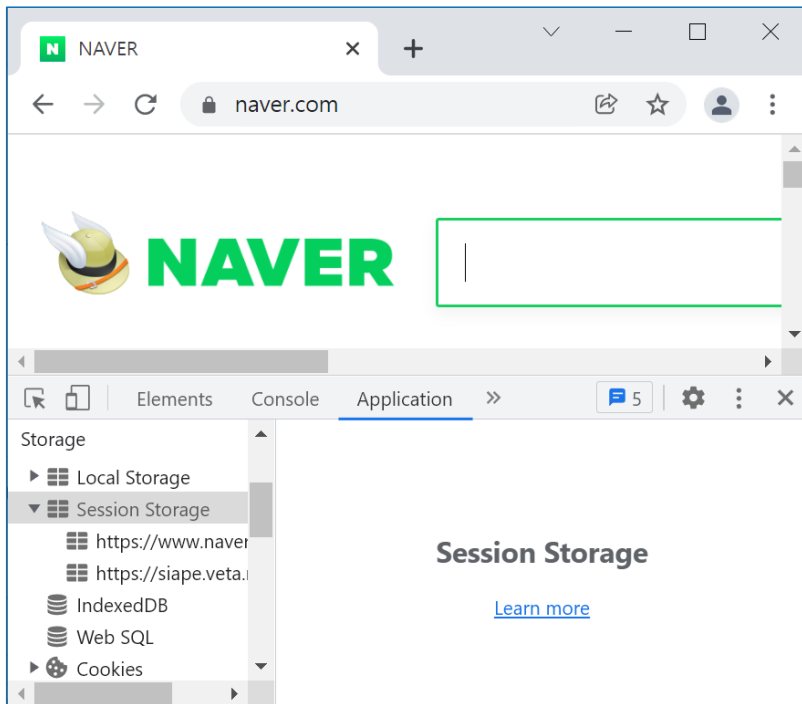 N NAVER
naver.com
NAVER
Elements Console Application 5
Storage
Local Storage
Session Storage
https://www.naver
https://siape.veta.
IndexedDB
Web SQL
Cookies
Session Storage
Learn more